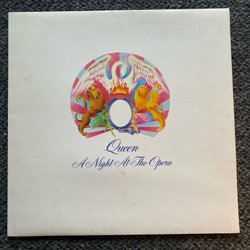 Queen
A Night At The Opera